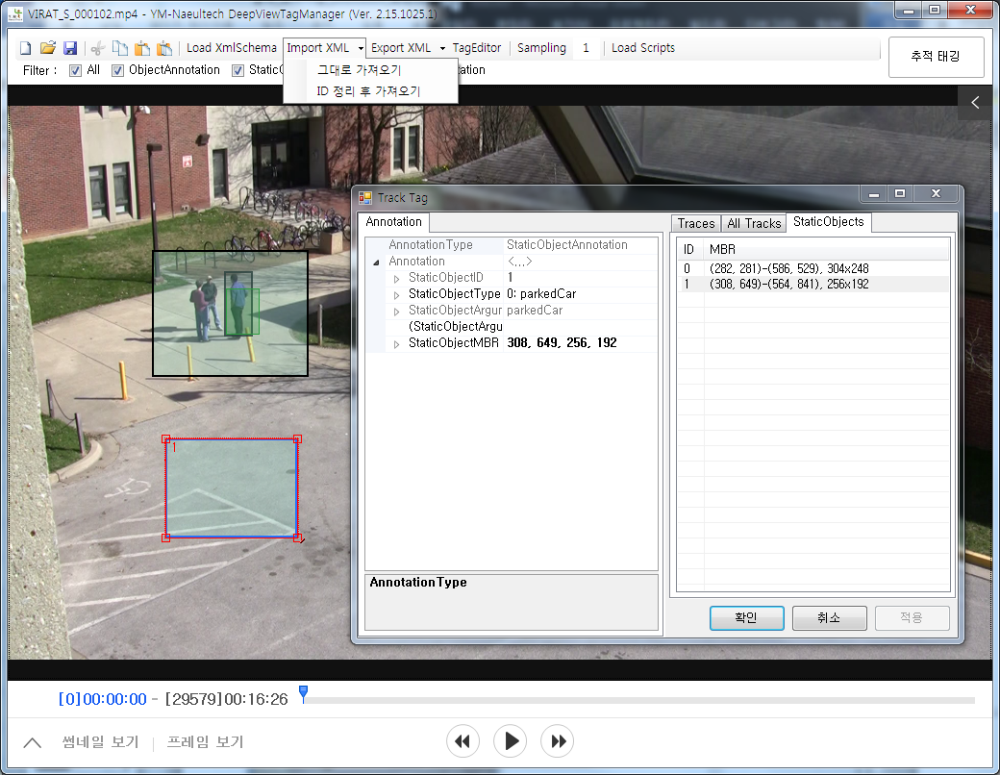 VIRAT_S_000102.mp4 - YM-Naeultech DeepViewTagManager (Ver. 2.15.1025.1)
Load XmlSchema Import XML Export XML TagEditor Sampling 1 Load Scripts
추적 태깅
Filter : All ObjectAnnotation Static
그대로 가져오기
ID 정리 후 가져오기
Track Tag
Annotation
Traces All Tracks StaticObjects
AnnotationType StaticObjectAnnotation
Annotation <...>
StaticObjectID 1
StaticObjectType 0: parkedCar
StaticObjectArgur parkedCar
(StaticObjectArgu
StaticObjectMBR 308, 649, 256, 192
ID MBR
0 (282, 281)-(586, 529), 304x248
1 (308, 649)-(564, 841), 256x192
1
AnnotationType
확인 취소 적용
[0]00:00:00 - [29579]00:16:26
썸네일 보기 프레임 보기